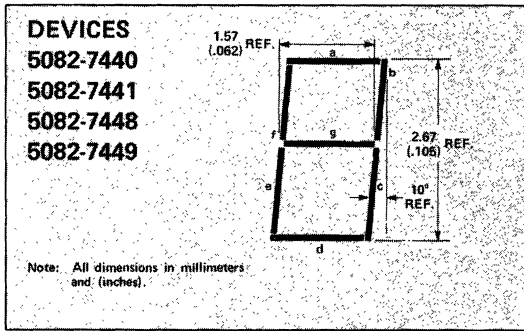 DEVICES
5082-7440
5082-7441
5082-7448
5082-7449
1.57
(.062) REF.
a
b
f
g
2.67
(.105) REF.
e
c
10°
REF.
d
Note: All dimensions in millimeters
and (inches).